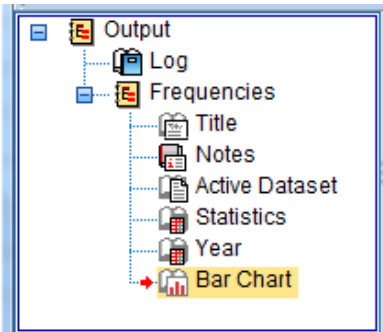 Output
Log
Frequencies
Title
Notes
Active Dataset
Statistics
Year
Bar Chart